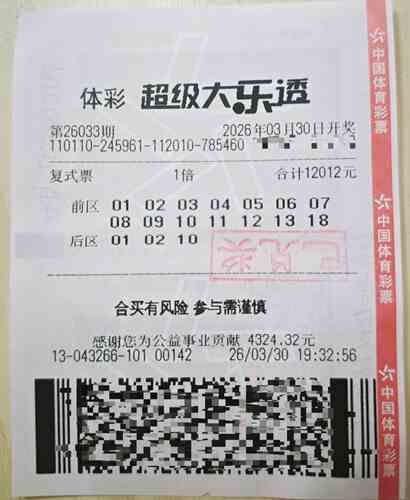 体彩 超级大乐透
第26033期 2026年03月30日开奖
110110-245961-112010-785460
复式票 1倍 合计12012元
前区 01 02 03 04 05 06 07
08 09 10 11 12 13 18
后区 01 02 10
已兑奖
合买有风险 参与需谨慎
感谢您为公益事业贡献 4324.32元
13-043266-101 00142 26/03/30 19:32:56
中国体育彩票
中国体育彩票
中国体育彩票